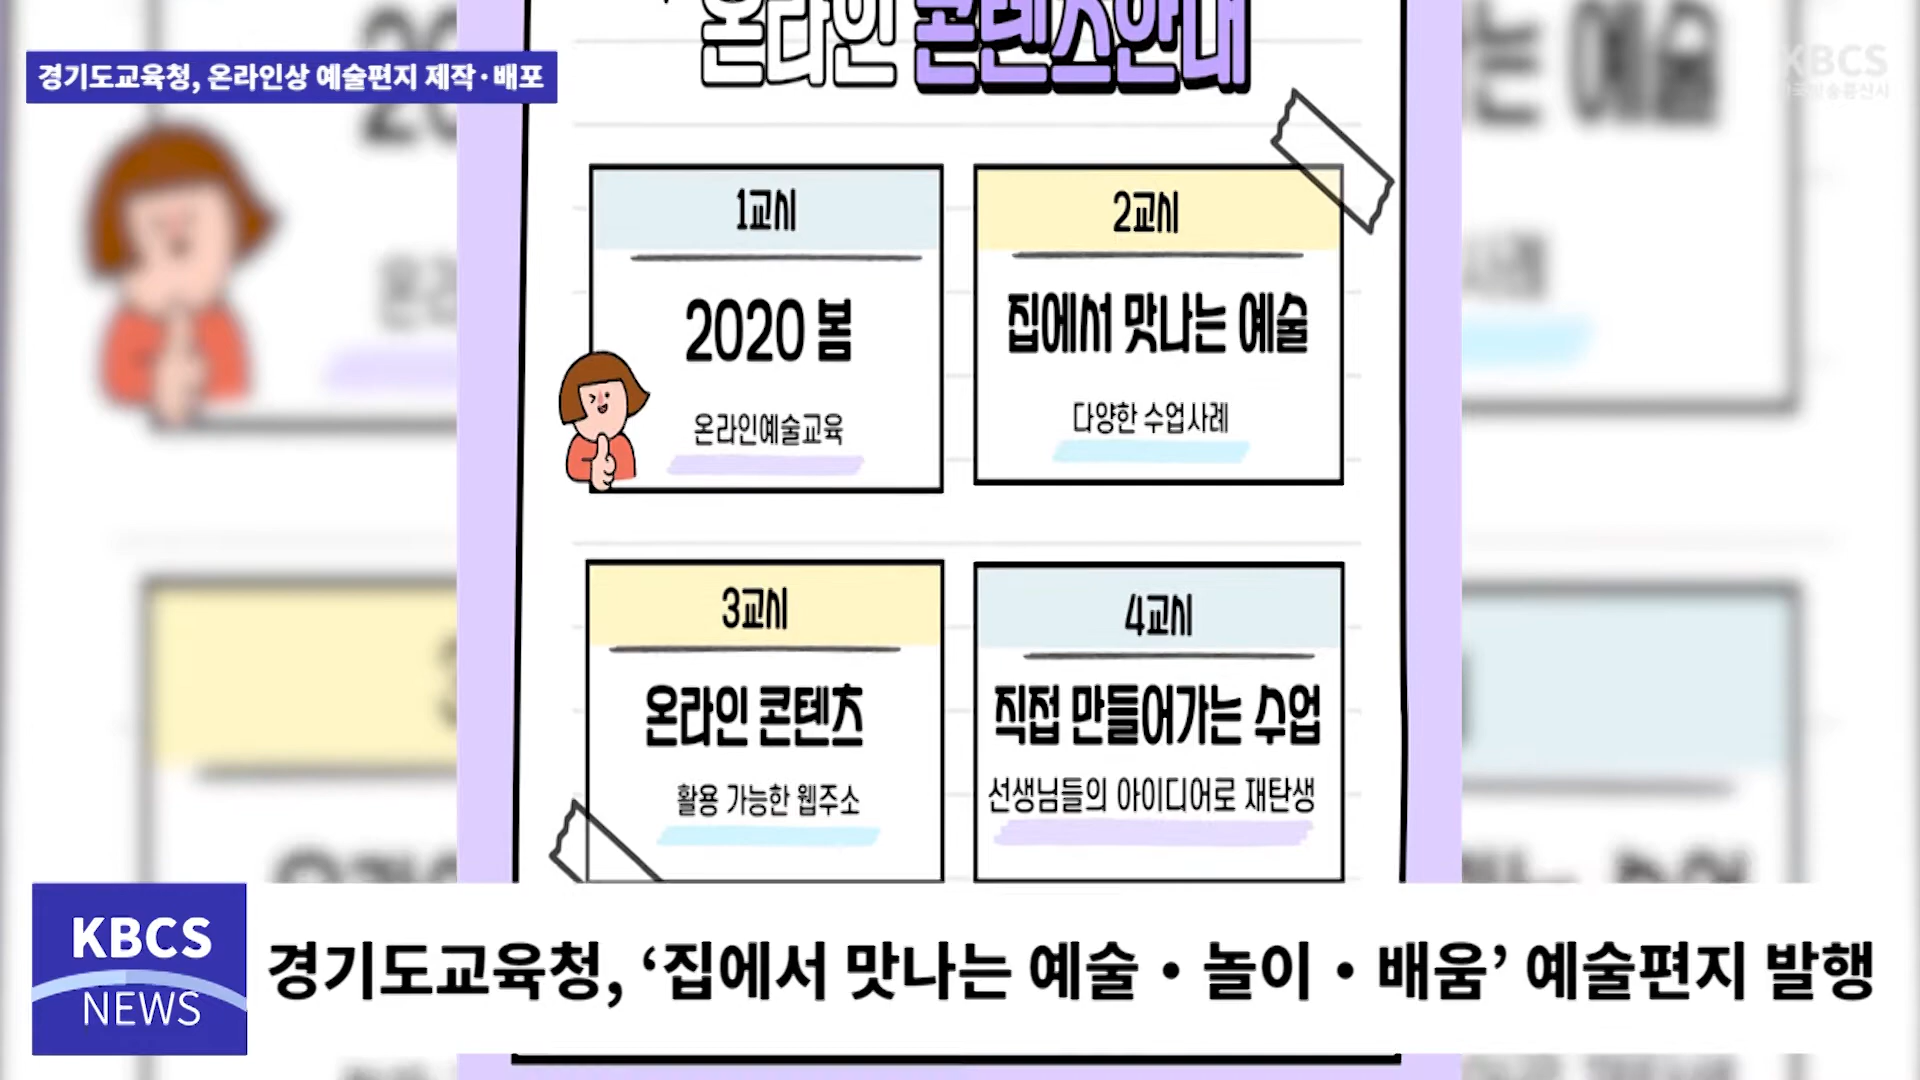 경기도교육청, 온라인상 예술편지 제작·배포
온라인 콘텐츠안내
KBCS
1교시
2020 봄
온라인예술교육
2교시
집에서 맛나는 예술
다양한 수업사례
3교시
온라인 콘텐츠
활용 가능한 웹주소
4교시
직접 만들어가는 수업
선생님들의 아이디어로 재탄생
KBCS
NEWS
경기도교육청, ‘집에서 맛나는 예술・놀이・배움’ 예술편지 발행